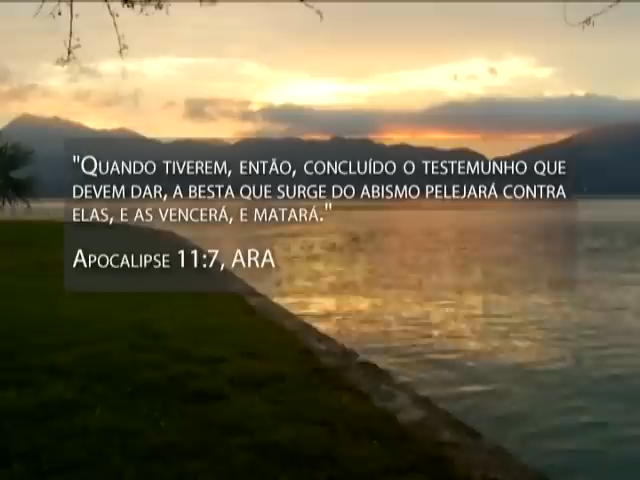 "Quando tiverem, então, concluído o testemunho que
devem dar, a besta que surge do abismo pelejará contra
elas, e as vencerá, e matará."
Apocalipse 11:7, ARA